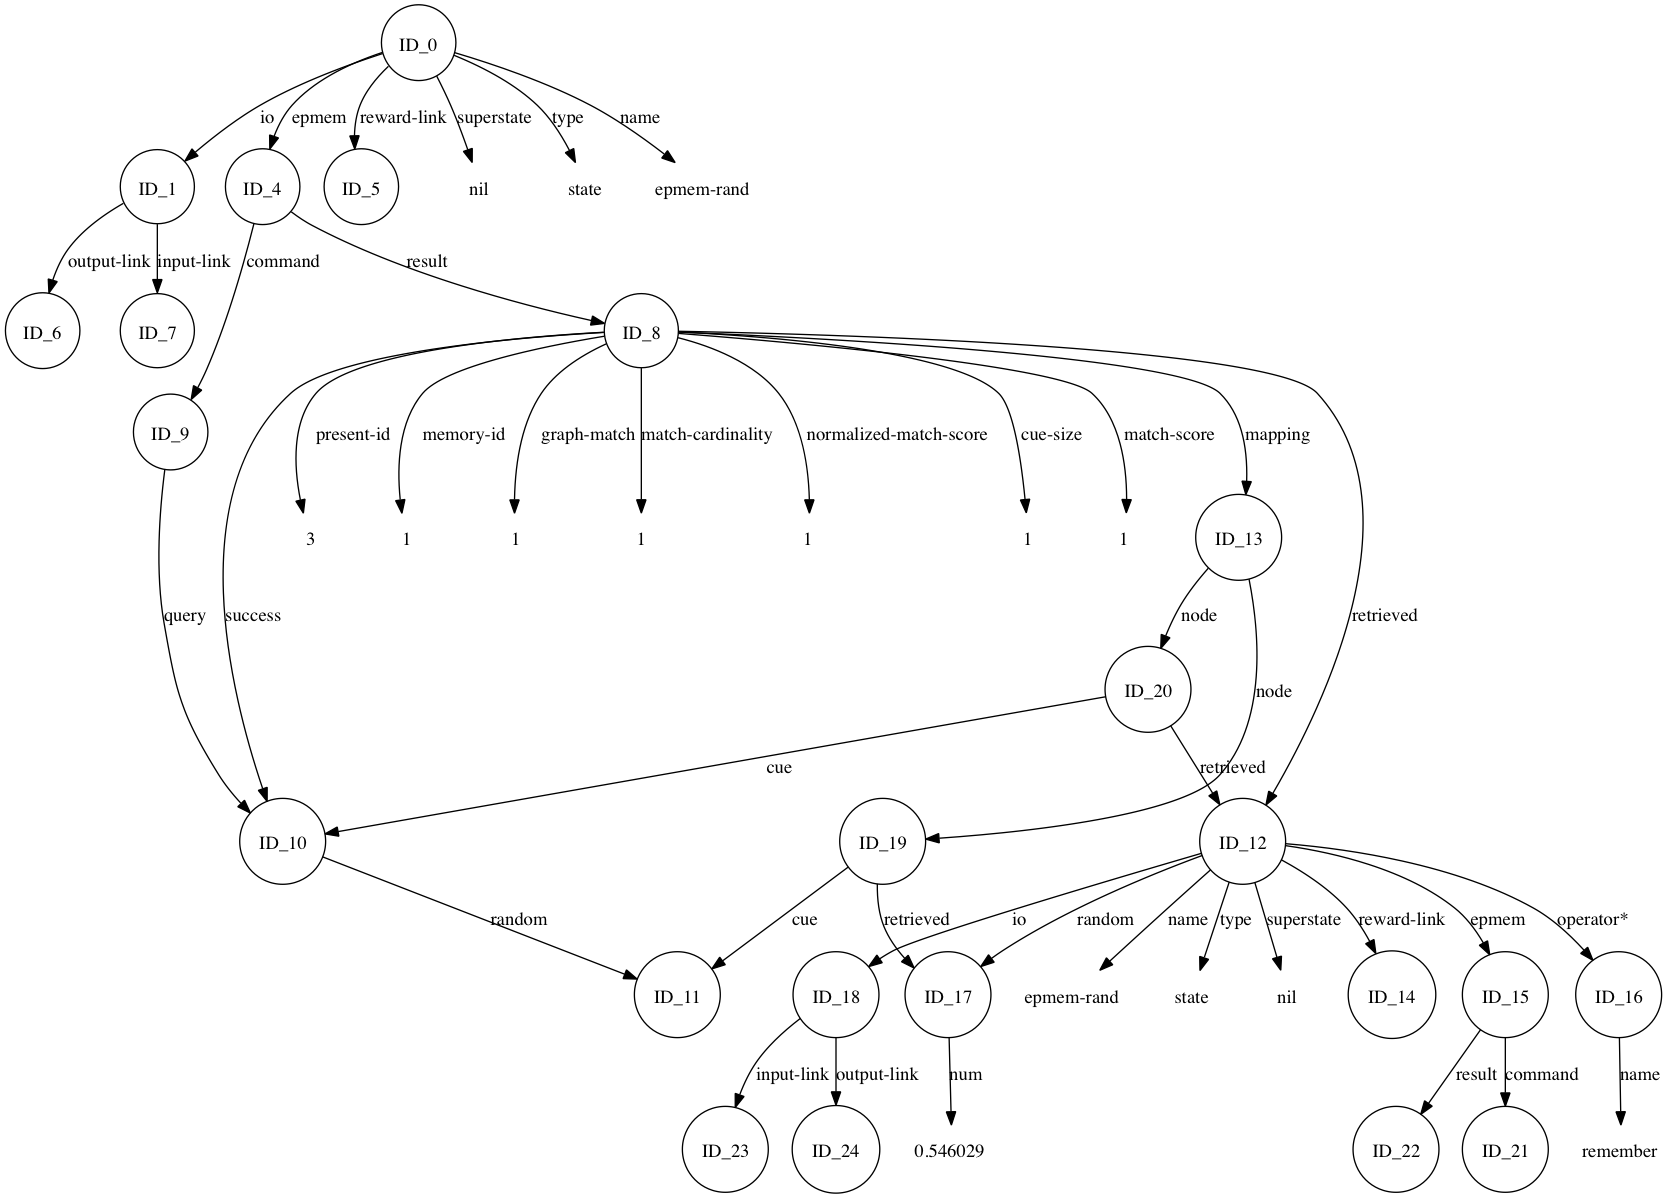 ID_0
io
epmem
reward-link
superstate
type
name
ID_1
ID_4
ID_5
nil
state
epmem-rand
output-link
input-link
command
result
ID_6
ID_7
ID_8
ID_9
present-id
memory-id
graph-match
match-cardinality
normalized-match-score
cue-size
match-score
mapping
3
1
1
1
1
1
1
ID_13
query
success
node
retrieved
ID_20
node
cue
retrieved
ID_10
ID_19
ID_12
random
cue
retrieved
io
random
name
type
superstate
reward-link
epmem
operator*
ID_11
ID_18
ID_17
epmem-rand
state
nil
ID_14
ID_15
ID_16
input-link
output-link
num
result
command
name
ID_23
ID_24
0.546029
ID_22
ID_21
remember